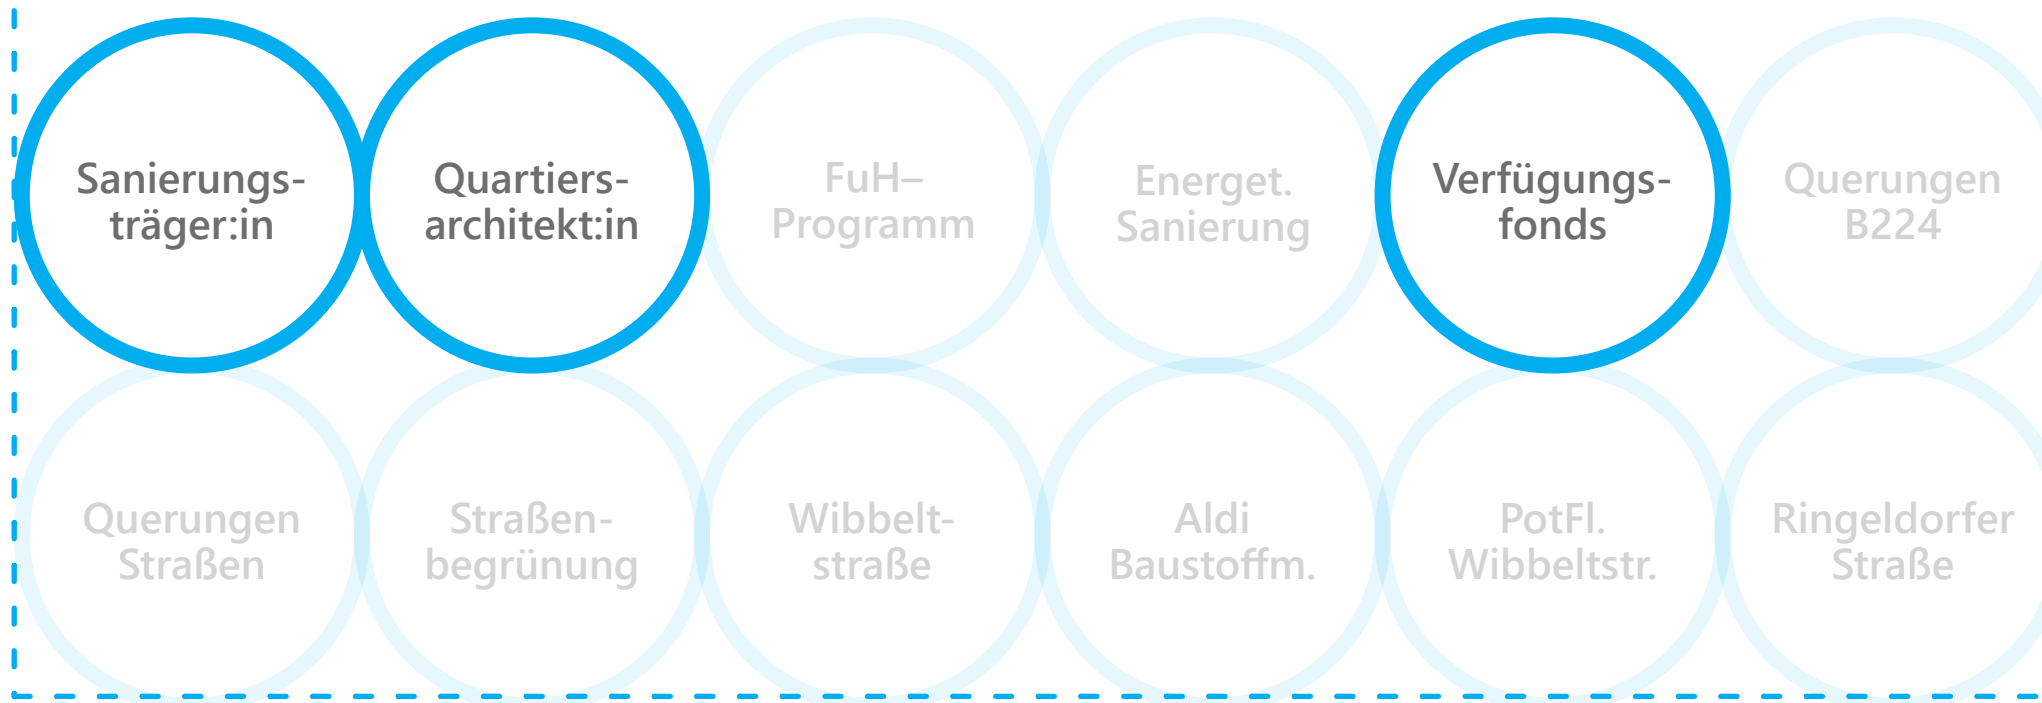 Sanierungs-
träger:in
Quartiers-
architekt:in
FuH–
Programm
Energet.
Sanierung
Verfügungs-
fonds
Querungen
B224
Querungen
Straßen
Straßen-
begrünung
Wibbelt-
straße
Aldi
Baustoffm.
PotFl.
Wibbeltstr.
Ringeldorfer
Straße